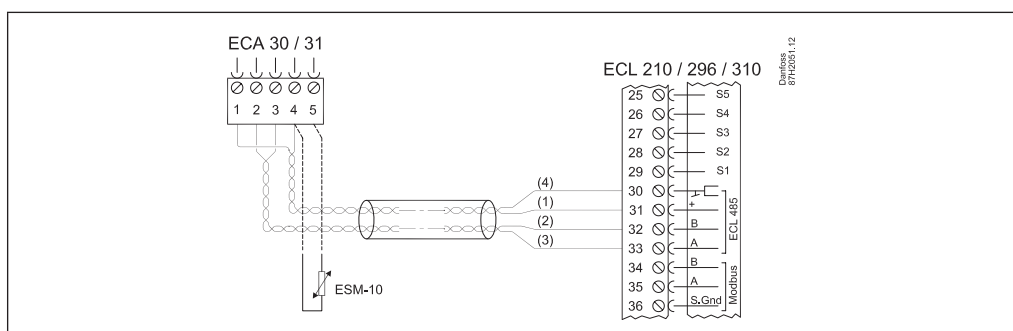 ECA 30 / 31
1 2 3 4 5
ECL 210 / 296 / 310
Danfoss
87H2051.12
25 S5
26 S4
27 S3
28 S2
29 S1
(4) 30
(1) 31 +
(2) 32 B
(3) 33 A
ECL 485
34 B
35 A
36 S.Gnd
Modbus
ESM-10